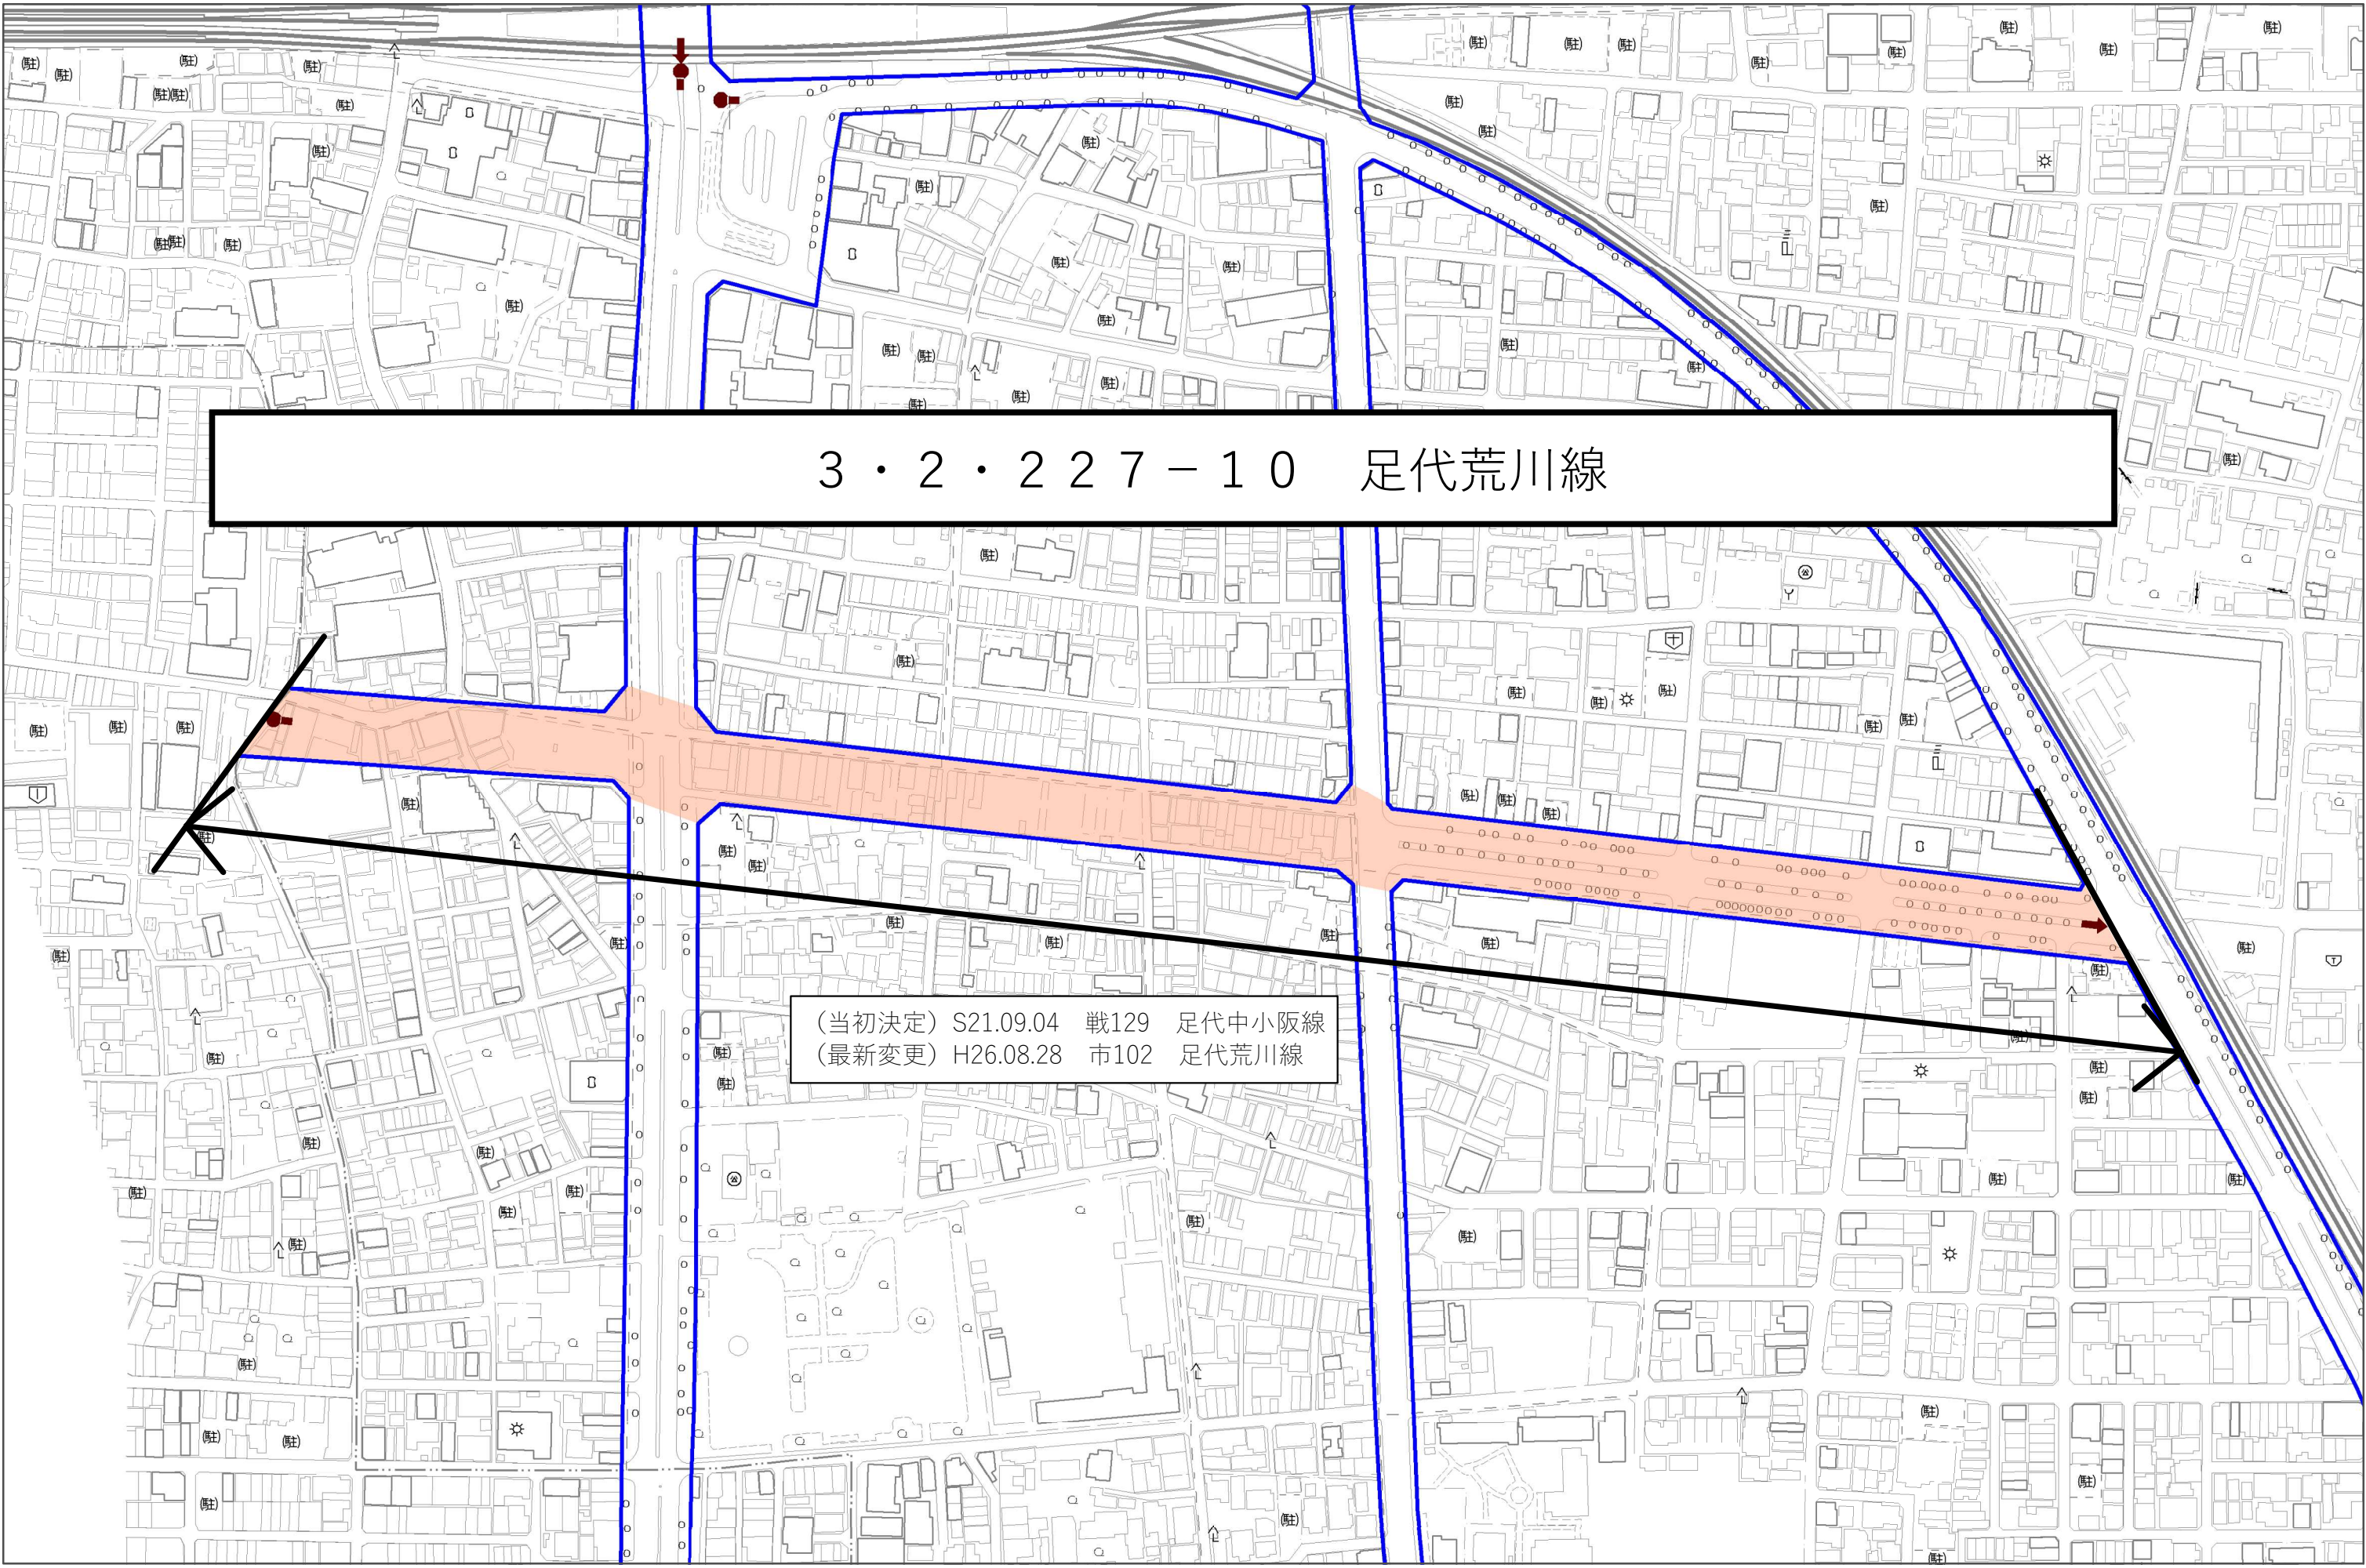 ３・２・２２７－１０　足代荒川線
（当初決定）S21.09.04　戦129　足代中小阪線
（最新変更）H26.08.28　市102　足代荒川線